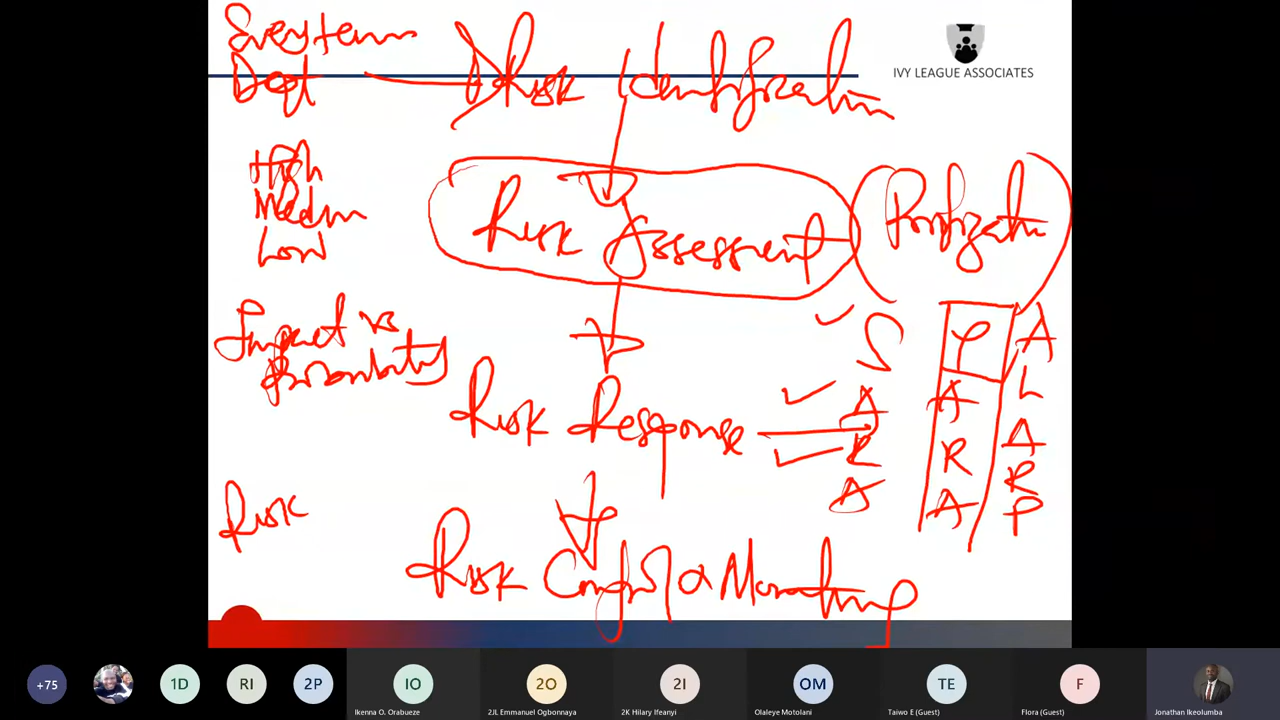 IVY LEAGUE ASSOCIATES
System
Dept
Risk Identification
High
Medium
Low
Risk Assessment
Impact vs
Probability
S
A
R
A
T
A
R
A
A
L
A
R
P
Risk Response
Risk
Risk Control & Monitoring
+75
1D
RI
2P
IO
Ikenna O. Orabueze
2O
2JL Emmanuel Ogbonnaya
2I
2K Hilary Ifeanyi
OM
Olaleye Motolani
TE
Taiwo E (Guest)
F
Flora (Guest)
Jonathan Ikeolumba